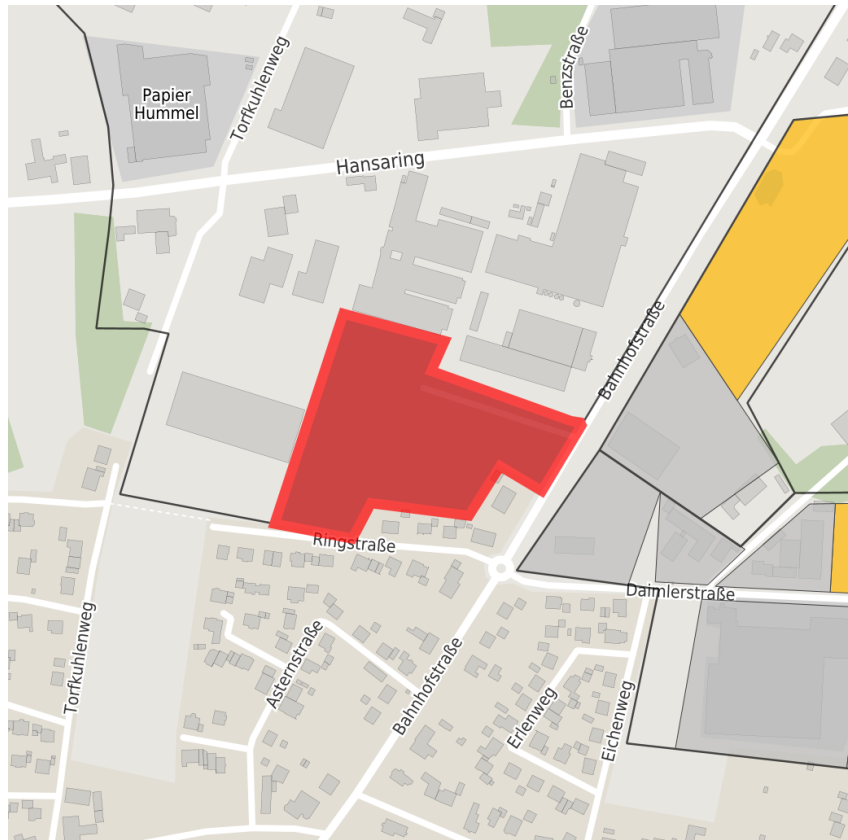 Benzstraße
Torfkuhlenweg
Papier
Hummel
Hansaring
Bahnhofstraße
Ringstraße
Daimlerstraße
Torfkuhlenweg
Asternstraße
Bahnhofstraße
Erlenweg
Eichenweg